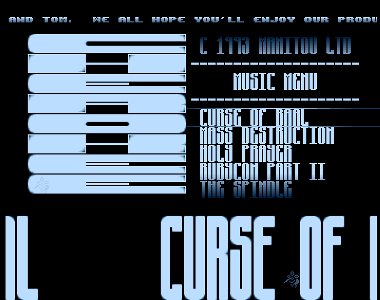 AND TOM.   WE ALL HOPE YOU'LL ENJOY OUR PRODU
C 1993 MANITOU LTD
MUSIC MENU
CURSE OF BAAL
MASS DESTRUCTION
HOLY PRAYER
RUBYCON PART II
THE SPINDLE
CURSE OF